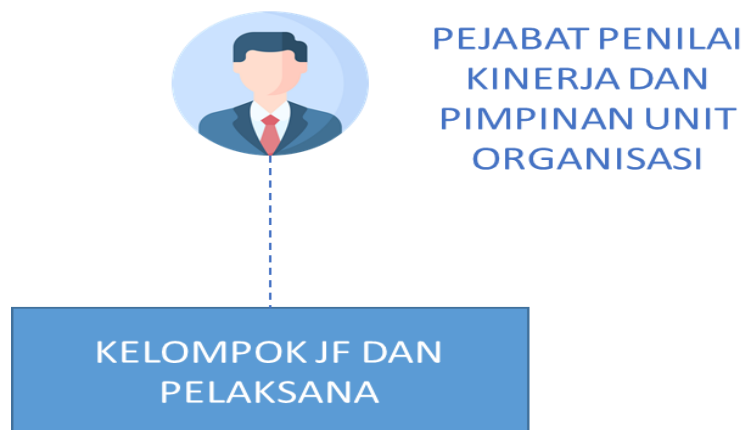 PEJABAT PENILAI
KINERJA DAN
PIMPINAN UNIT
ORGANISASI
KELOMPOK JF DAN
PELAKSANA